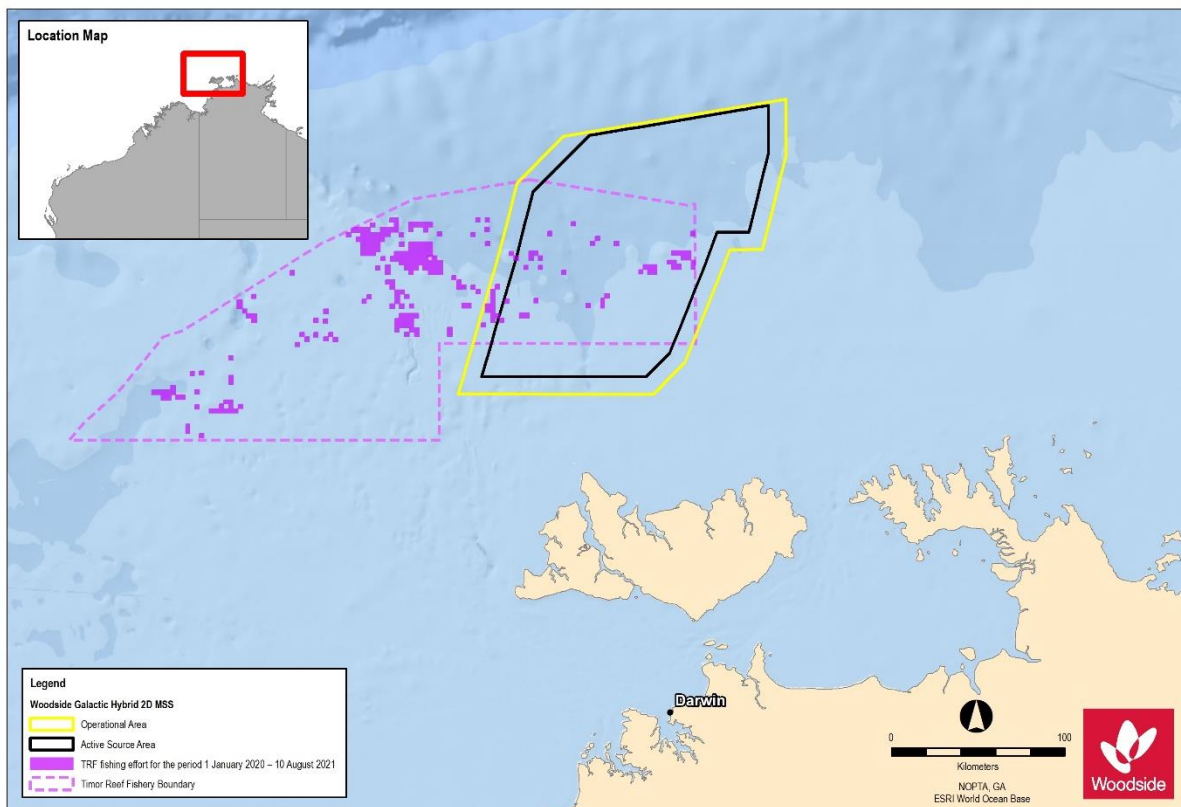 Location Map
Darwin
Legend
Woodside Galactic Hybrid 2D MSS
Operational Area
Active Source Area
TRF fishing effort for the period 1 January 2020 – 10 August 2021
Timor Reef Fishery Boundary
0 100
Kilometers
NOPTA, GA
ESRI World Ocean Base
Woodside